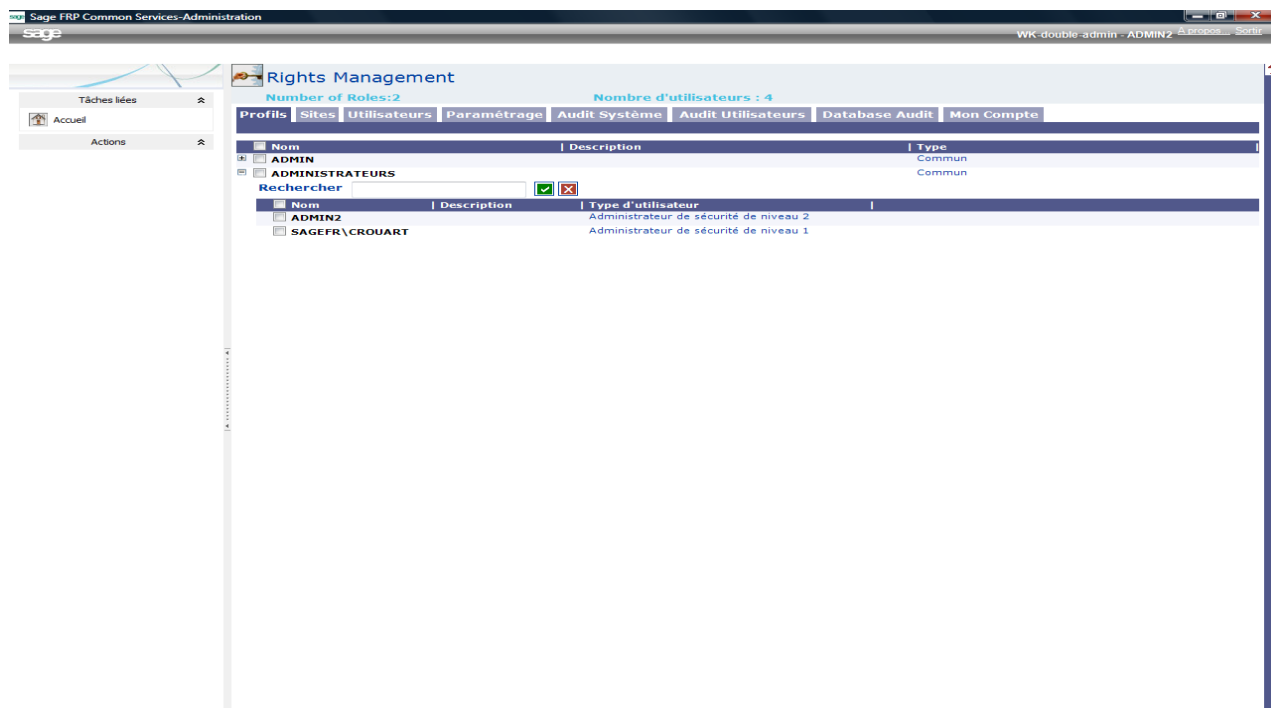 sage Sage FRP Common Services-Administration
sage WK-double-admin - ADMIN2 A propos... Sortir
Rights Management
Tâches liées
Number of Roles:2 Nombre d'utilisateurs : 4
Accueil
Profils Sites Utilisateurs Paramétrage Audit Système Audit Utilisateurs Database Audit Mon Compte
Actions
Nom | Description | Type |
ADMIN Commun
ADMINISTRATEURS Commun
Rechercher
Nom | Description | Type d'utilisateur |
ADMIN2 Administrateur de sécurité de niveau 2
SAGEFR\CROUART Administrateur de sécurité de niveau 1